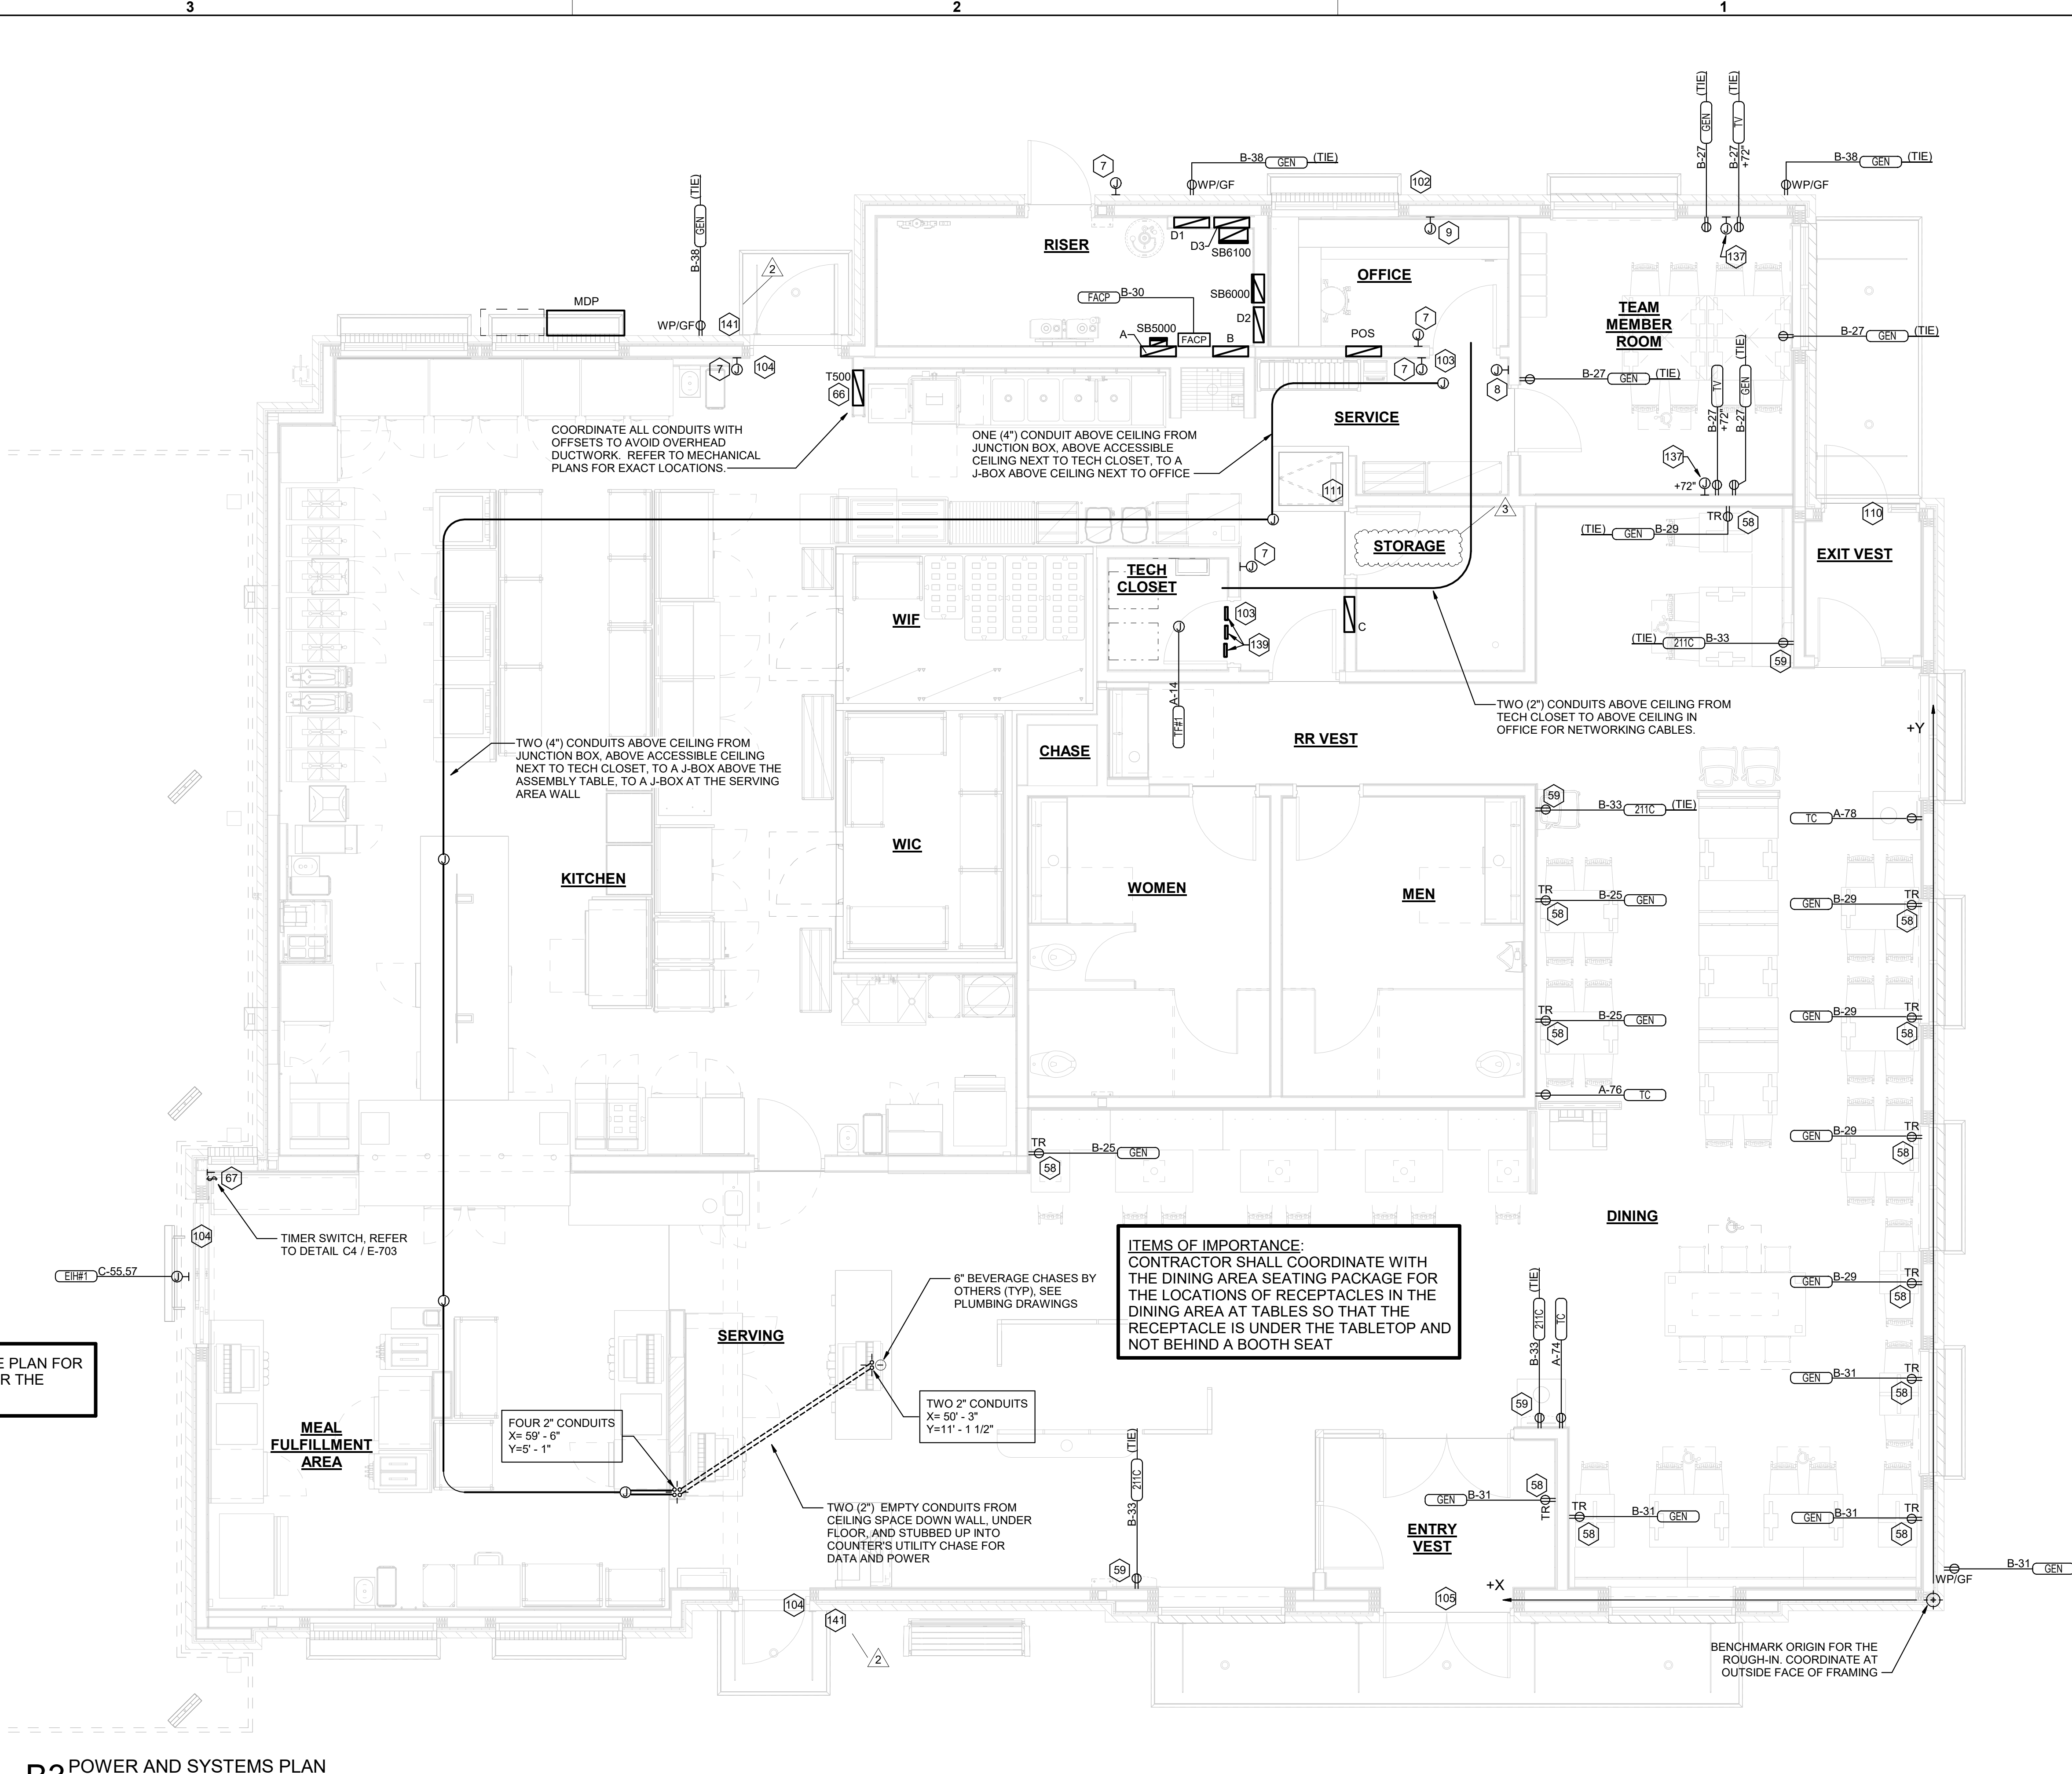 3
2
1
(TIE)
GEN
B-27
(TIE)
TV
B-27
+72"
B-38 GEN (TIE)
WP/GF
7
102
B-38 GEN (TIE)
WP/GF
(TIE)
GEN
B-38
WP/GF
141
2
MDP
7
104
RISER
D1
D3
SB6100
SB6000
D2
FACP B-30
SB5000
A
FACP
B
9
OFFICE
7
POS
7
103
8
137
TEAM
MEMBER
ROOM
B-27 GEN (TIE)
B-27 GEN (TIE)
TV
B-27
+72"
(TIE)
GEN
B-27
137
+72"
T500
66
COORDINATE ALL CONDUITS WITH
OFFSETS TO AVOID OVERHEAD
DUCTWORK. REFER TO MECHANICAL
PLANS FOR EXACT LOCATIONS.
ONE (4") CONDUIT ABOVE CEILING FROM
JUNCTION BOX, ABOVE ACCESSIBLE
CEILING NEXT TO TECH CLOSET, TO A
J-BOX ABOVE CEILING NEXT TO OFFICE
SERVICE
111
3
STORAGE
TR
58
(TIE) GEN B-29
110
EXIT VEST
7
TECH
CLOSET
103
139
C
WIF
(TIE) 211C B-33
59
A-14
TF#1
TWO (2") CONDUITS ABOVE CEILING FROM
TECH CLOSET TO ABOVE CEILING IN
OFFICE FOR NETWORKING CABLES.
+Y
TWO (4") CONDUITS ABOVE CEILING FROM
JUNCTION BOX, ABOVE ACCESSIBLE CEILING
NEXT TO TECH CLOSET, TO A J-BOX ABOVE THE
ASSEMBLY TABLE, TO A J-BOX AT THE SERVING
AREA WALL
CHASE
RR VEST
59
B-33 211C (TIE)
TC A-78
WIC
KITCHEN
WOMEN
MEN
TR
B-25 GEN
58
GEN B-29
TR
58
TR
B-25 GEN
58
GEN B-29
TR
58
A-76 TC
GEN B-29
TR
58
TR
B-25 GEN
58
67
104
TIMER SWITCH, REFER
TO DETAIL C4 / E-703
EIH#1 C-55,57
DINING
ITEMS OF IMPORTANCE:
CONTRACTOR SHALL COORDINATE WITH
THE DINING AREA SEATING PACKAGE FOR
THE LOCATIONS OF RECEPTACLES IN THE
DINING AREA AT TABLES SO THAT THE
RECEPTACLE IS UNDER THE TABLETOP AND
NOT BEHIND A BOOTH SEAT
6" BEVERAGE CHASES BY
OTHERS (TYP), SEE
PLUMBING DRAWINGS
SERVING
GEN B-29
TR
58
(TIE)
211C
B-33
TC
A-74
59
E PLAN FOR
R THE
GEN B-31
TR
58
TWO 2" CONDUITS
X= 50' - 3"
Y=11' - 1 1/2"
FOUR 2" CONDUITS
X= 59' - 6"
Y=5' - 1"
MEAL
FULFILLMENT
AREA
(TIE)
211C
B-33
59
TWO (2") EMPTY CONDUITS FROM
CEILING SPACE DOWN WALL, UNDER
FLOOR, AND STUBBED UP INTO
COUNTER'S UTILITY CHASE FOR
DATA AND POWER
GEN B-31
58
TR
ENTRY
VEST
TR
B-31 GEN
58
GEN B-31
TR
58
B-31 GEN
WP/GF
+X
104
141
2
105
BENCHMARK ORIGIN FOR THE
ROUGH-IN. COORDINATE AT
OUTSIDE FACE OF FRAMING
POWER AND SYSTEMS PLAN